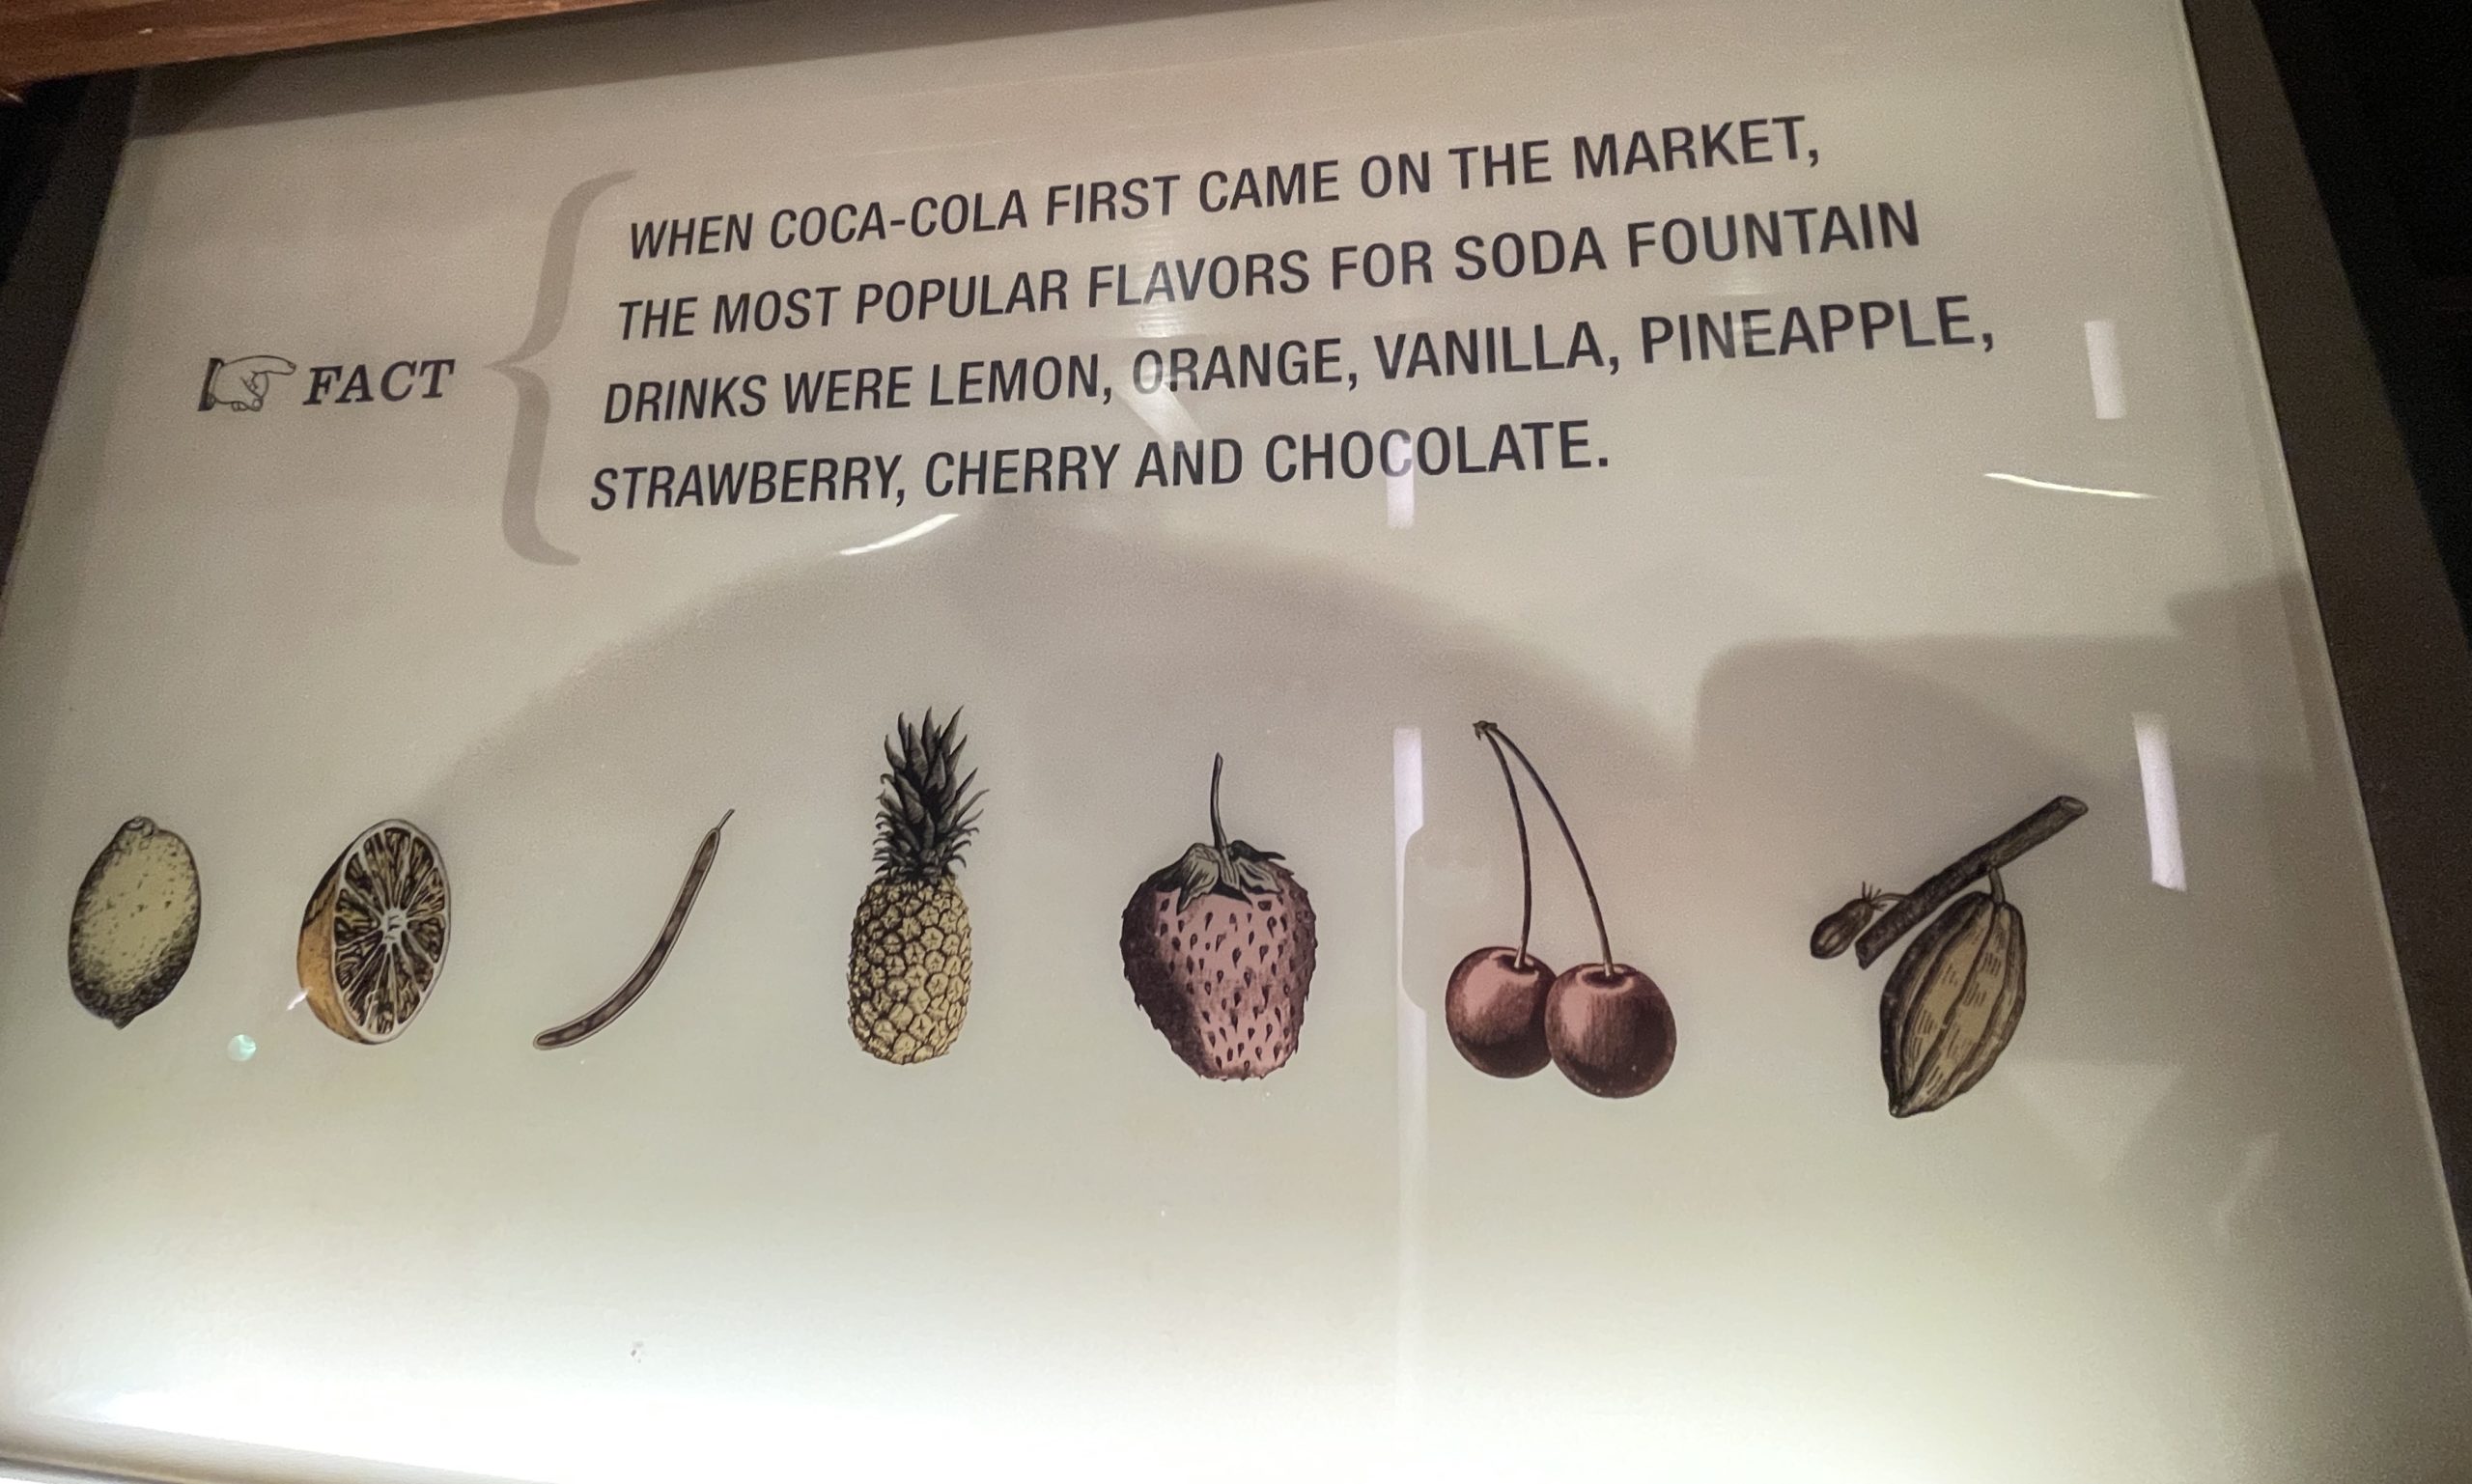 WHEN COCA-COLA FIRST CAME ON THE MARKET,
THE MOST POPULAR FLAVORS FOR SODA FOUNTAIN
FACT
DRINKS WERE LEMON, ORANGE, VANILLA, PINEAPPLE,
STRAWBERRY, CHERRY AND CHOCOLATE.